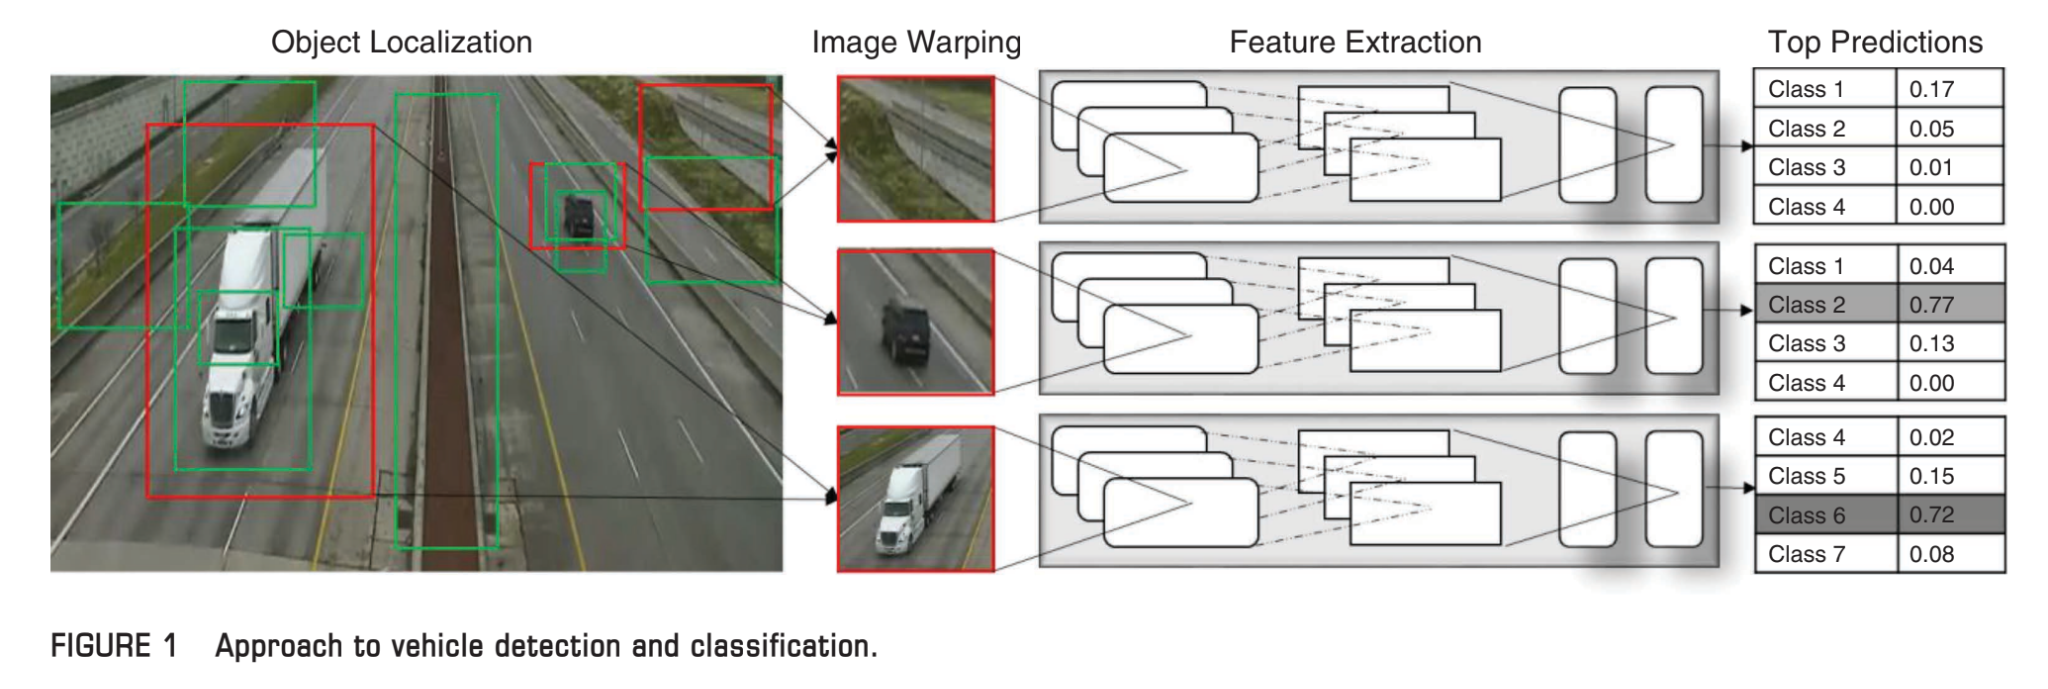 Object Localization
Image Warping
Feature Extraction
Top Predictions
Class 1 0.17
Class 2 0.05
Class 3 0.01
Class 4 0.00
Class 1 0.04
Class 2 0.77
Class 3 0.13
Class 4 0.00
Class 4 0.02
Class 5 0.15
Class 6 0.72
Class 7 0.08
FIGURE 1 Approach to vehicle detection and classification.